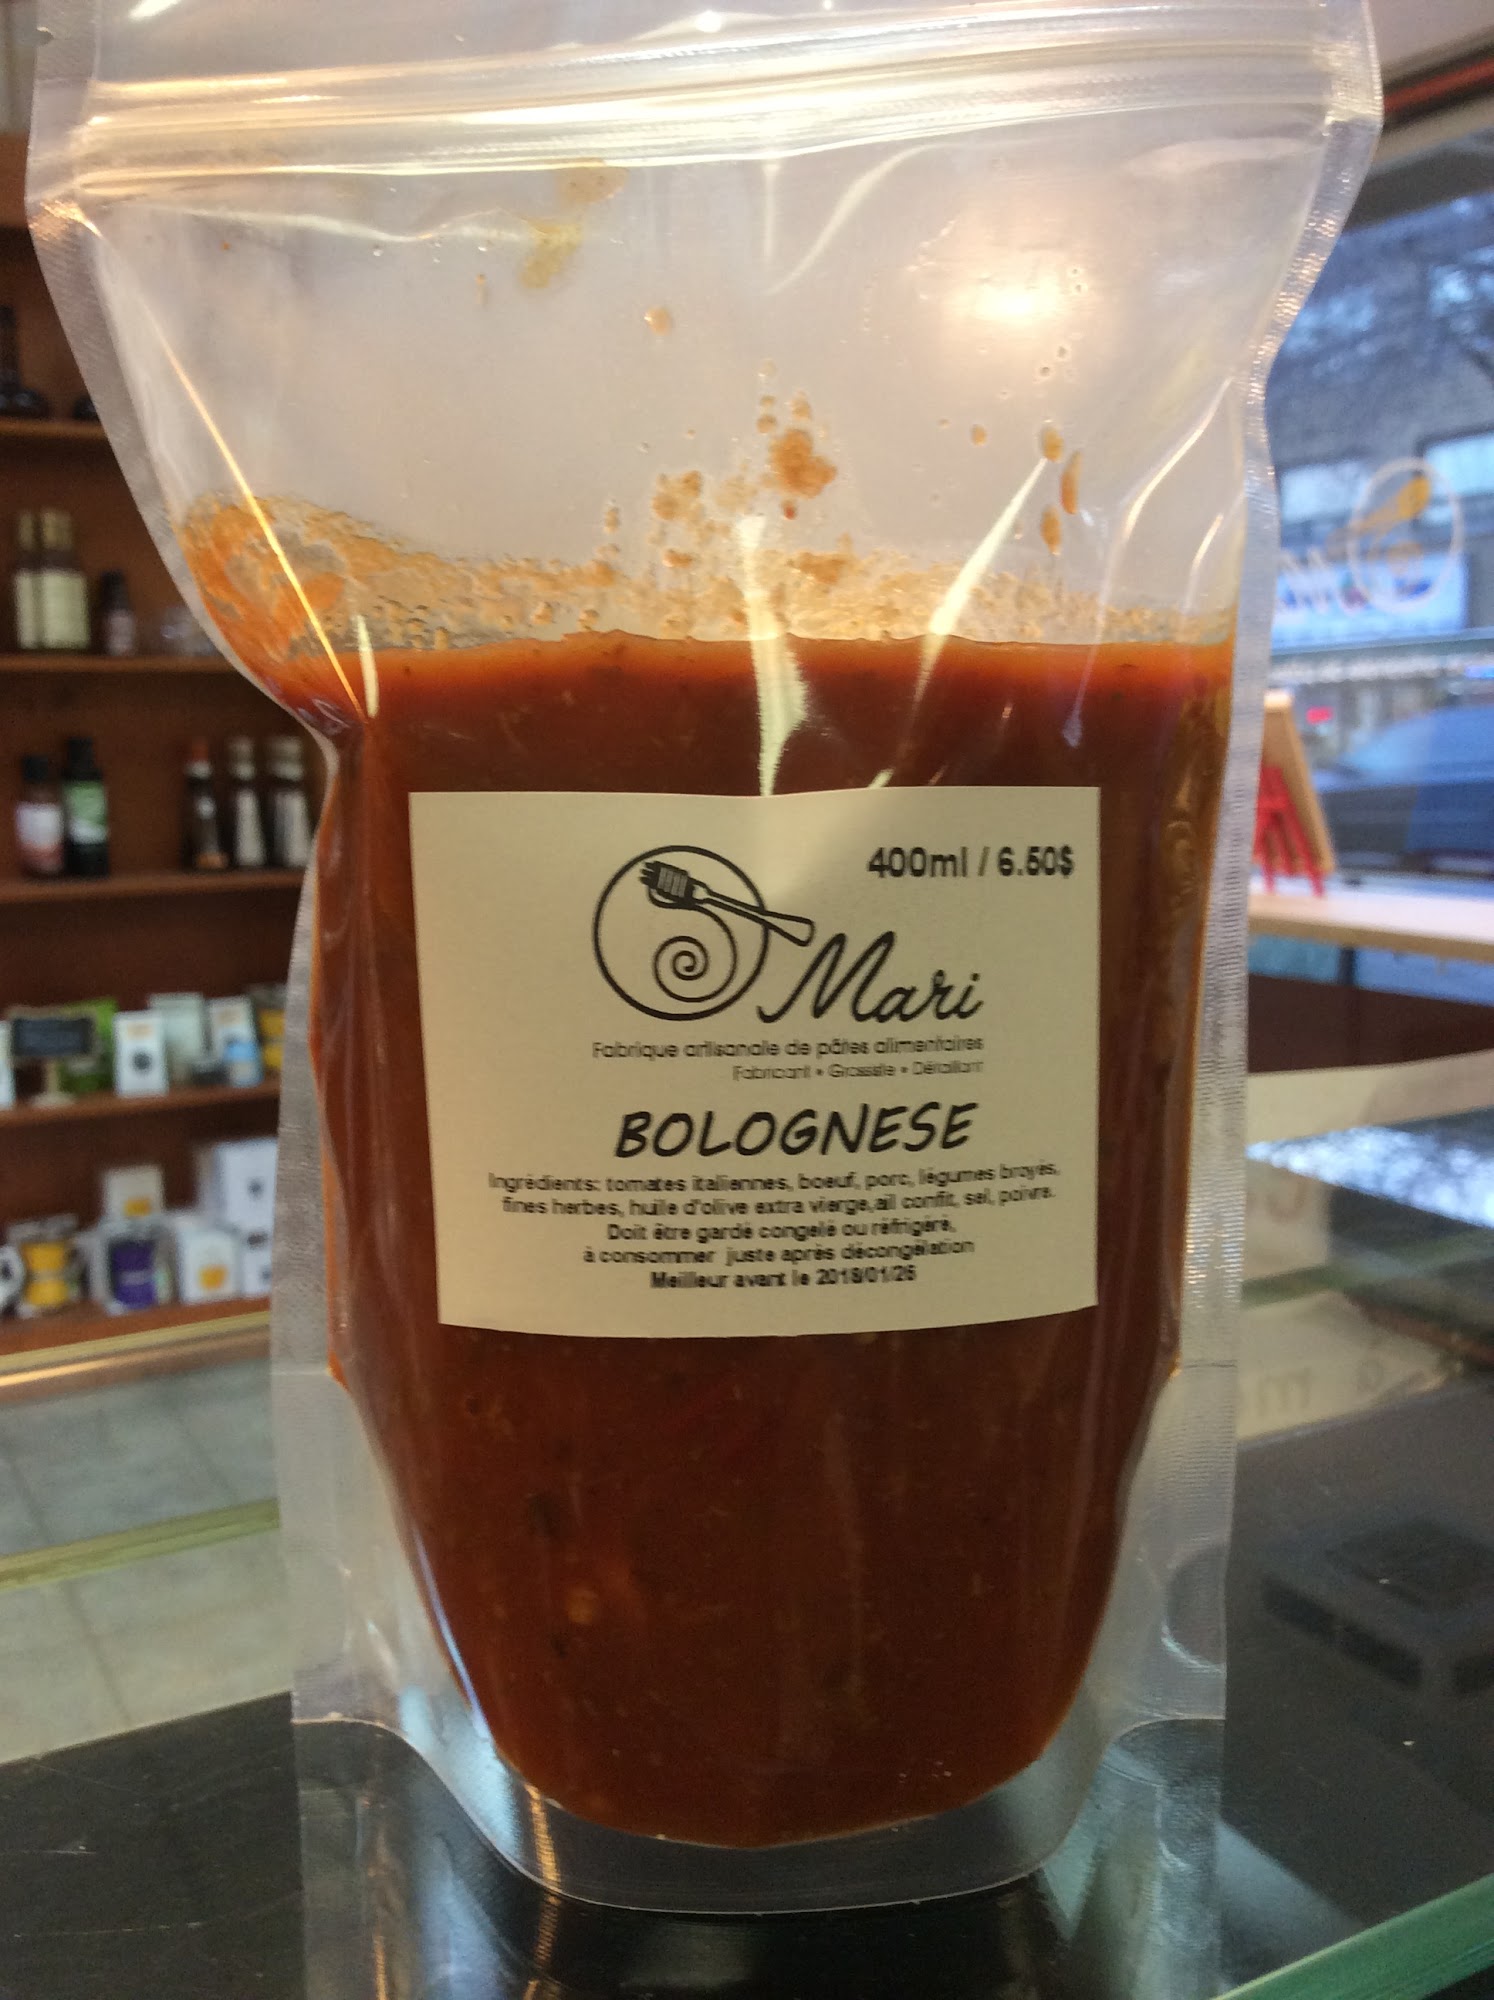 400ml / 6.50$
Mari
Fabrique artisanale de pâtes alimentaires
Fabricant • Grossite • Détaillant
BOLOGNESE
Ingrédients: tomates italiennes, boeuf, porc, légumes broyés,
fines herbes, huile d'olive extra vierge,ail confit, sel, poivre.
Doit être gardé congelé ou réfrigéré,
à consommer juste après décongélation
Meilleur avant le 2018/01/25